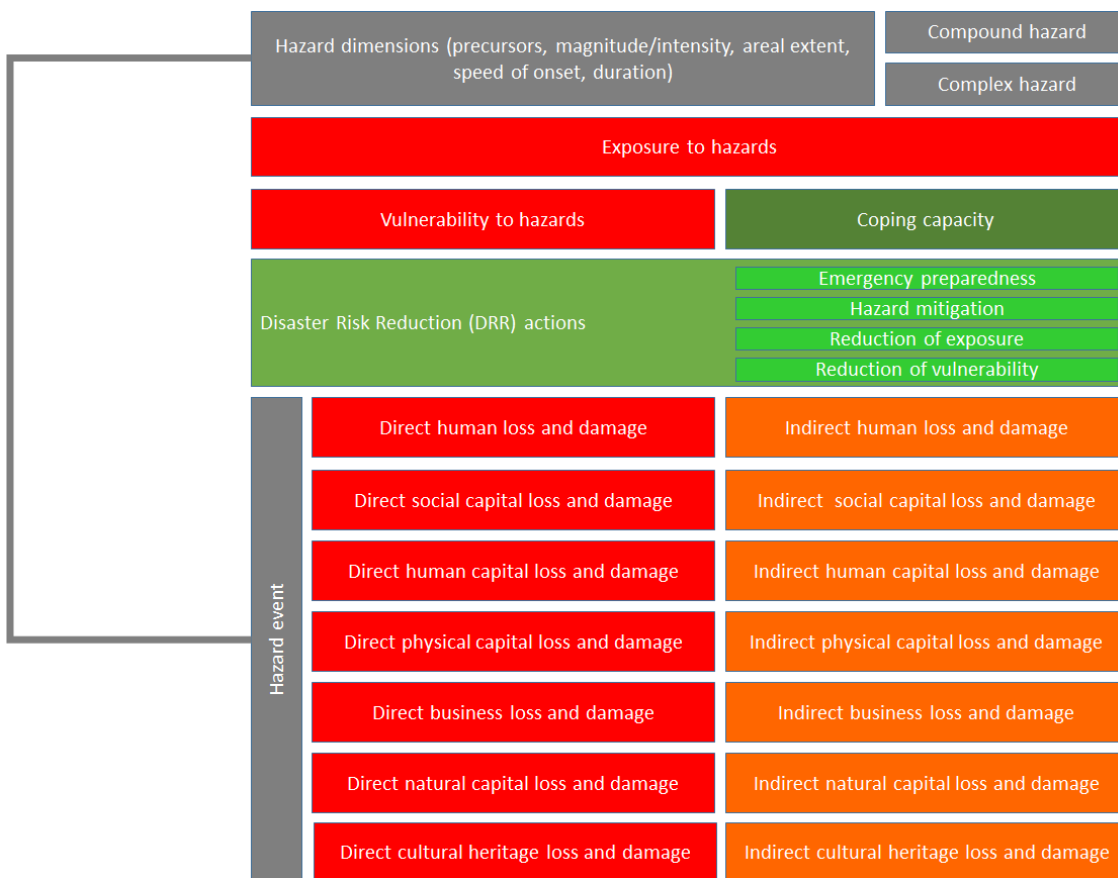 Hazard dimensions (precursors, magnitude/intensity, areal extent,
speed of onset, duration)
Compound hazard
Complex hazard
Exposure to hazards
Vulnerability to hazards
Coping capacity
Disaster Risk Reduction (DRR) actions
Emergency preparedness
Hazard mitigation
Reduction of exposure
Reduction of vulnerability
Hazard event
Direct human loss and damage
Indirect human loss and damage
Direct social capital loss and damage
Indirect social capital loss and damage
Direct human capital loss and damage
Indirect human capital loss and damage
Direct physical capital loss and damage
Indirect physical capital loss and damage
Direct business loss and damage
Indirect business loss and damage
Direct natural capital loss and damage
Indirect natural capital loss and damage
Direct cultural heritage loss and damage
Indirect cultural heritage loss and damage